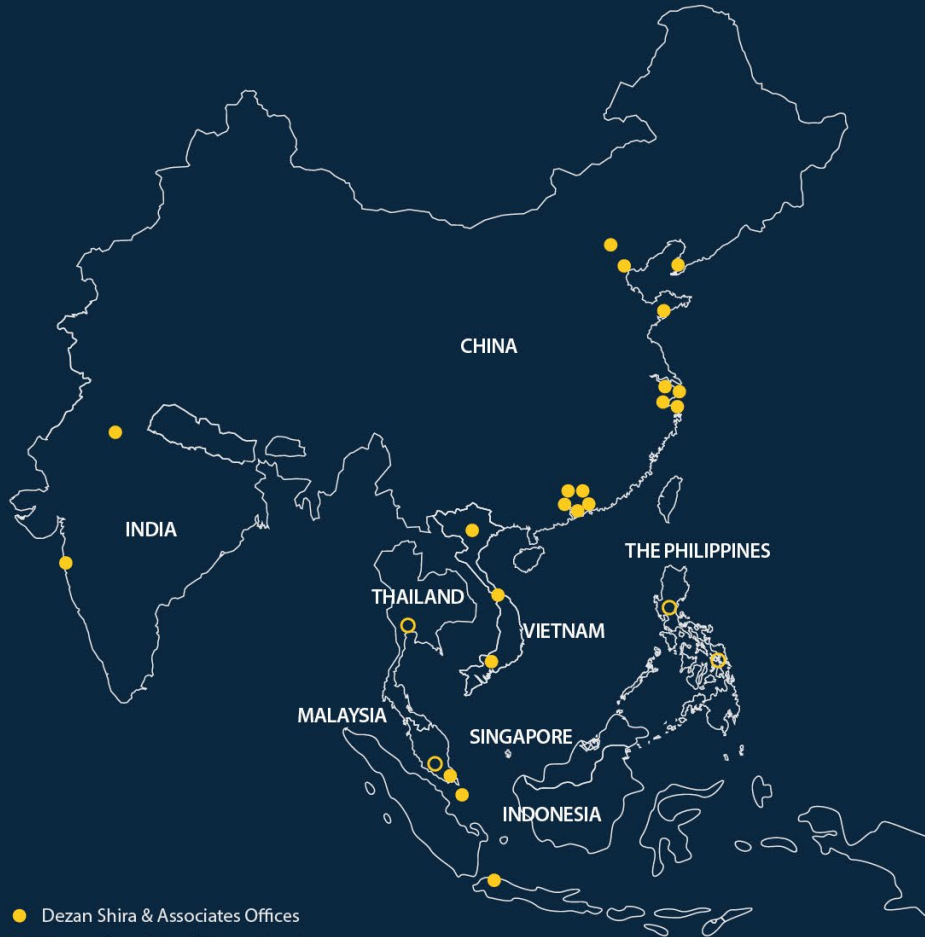 CHINA
INDIA
THE PHILIPPINES
THAILAND
VIETNAM
MALAYSIA
SINGAPORE
INDONESIA
Dezan Shira & Associates Offices